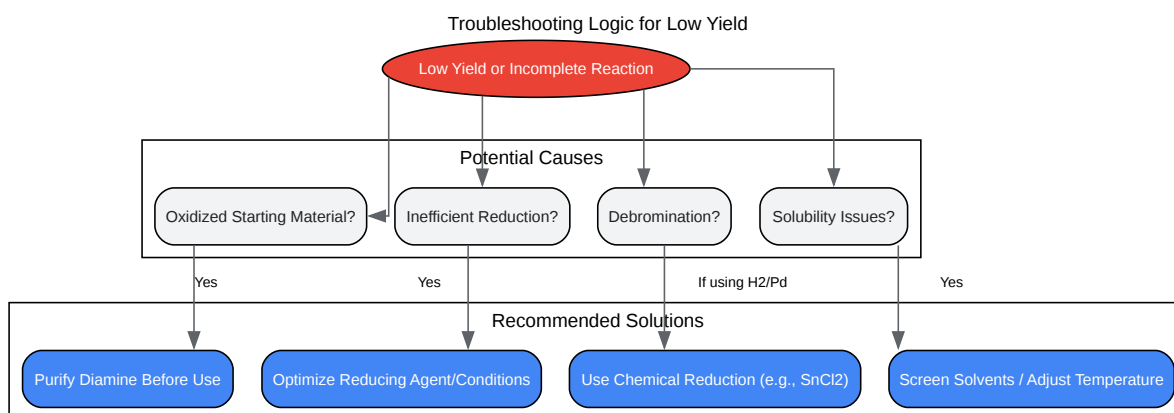 Troubleshooting Logic for Low Yield
Low Yield or Incomplete Reaction
Potential Causes
Oxidized Starting Material?
Inefficient Reduction?
Debromination?
Solubility Issues?
Yes
Yes
If using H2/Pd
Yes
Recommended Solutions
Purify Diamine Before Use
Optimize Reducing Agent/Conditions
Use Chemical Reduction (e.g., SnCl2)
Screen Solvents / Adjust Temperature